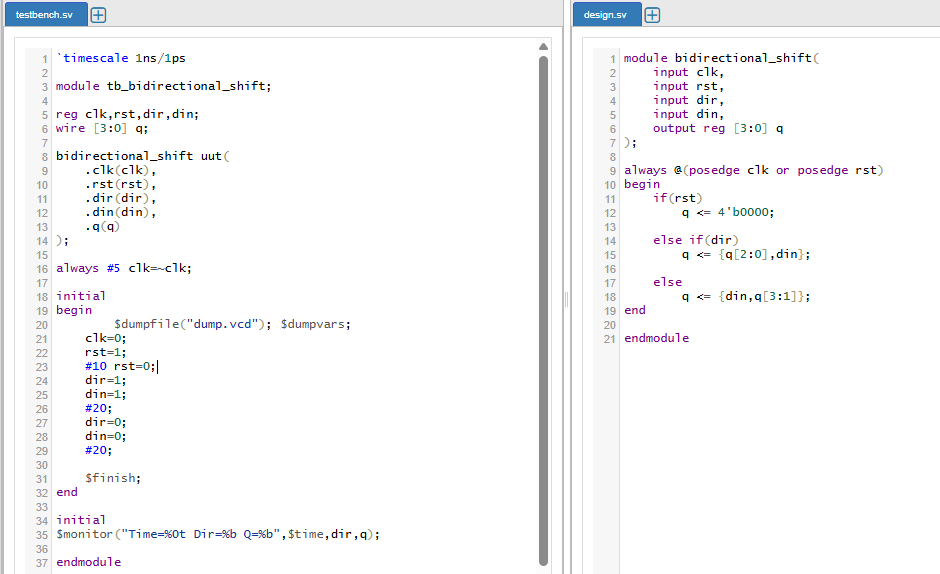 testbench.sv +
1 `timescale 1ns/1ps
2
3 module tb_bidirectional_shift;
4
5 reg clk,rst,dir,din;
6 wire [3:0] q;
7
8 bidirectional_shift uut(
9     .clk(clk),
10     .rst(rst),
11     .dir(dir),
12     .din(din),
13     .q(q)
14 );
15
16 always #5 clk=~clk;
17
18 initial
19 begin
20         $dumpfile("dump.vcd"); $dumpvars;
21     clk=0;
22     rst=1;
23     #10 rst=0;
24     dir=1;
25     din=1;
26     #20;
27     dir=0;
28     din=0;
29     #20;
30
31     $finish;
32 end
33
34 initial
35 $monitor("Time=%0t Dir=%b Q=%b",$time,dir,q);
36
37 endmodule
design.sv +
1 module bidirectional_shift(
2     input clk,
3     input rst,
4     input dir,
5     input din,
6     output reg [3:0] q
7 );
8
9 always @(posedge clk or posedge rst)
10 begin
11     if(rst)
12         q <= 4'b0000;
13
14     else if(dir)
15         q <= {q[2:0],din};
16
17     else
18         q <= {din,q[3:1]};
19 end
20
21 endmodule